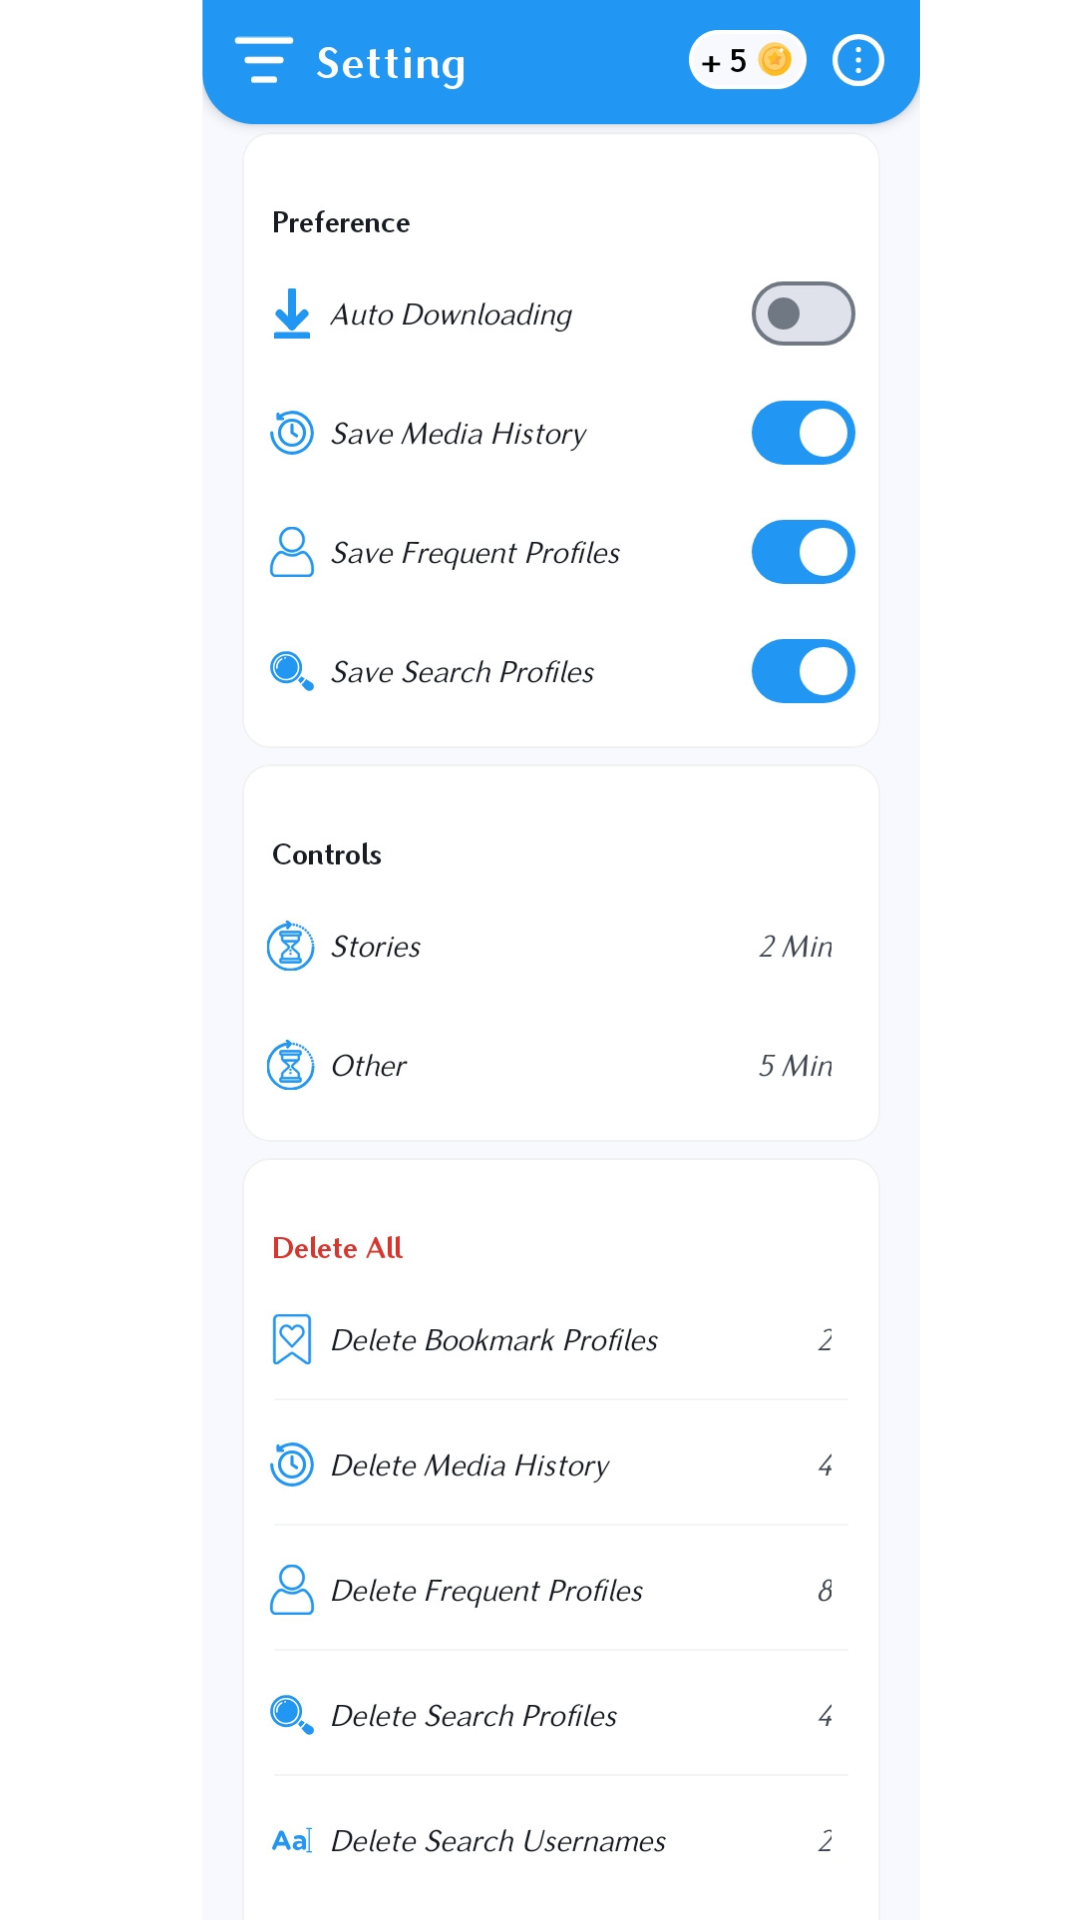 Setting
+ 5
Preference
Auto Downloading
Save Media History
Save Frequent Profiles
Save Search Profiles
Controls
Stories
2 Min
Other
5 Min
Delete All
Delete Bookmark Profiles
2
Delete Media History
4
Delete Frequent Profiles
8
Delete Search Profiles
4
Aa
Delete Search Usernames
2